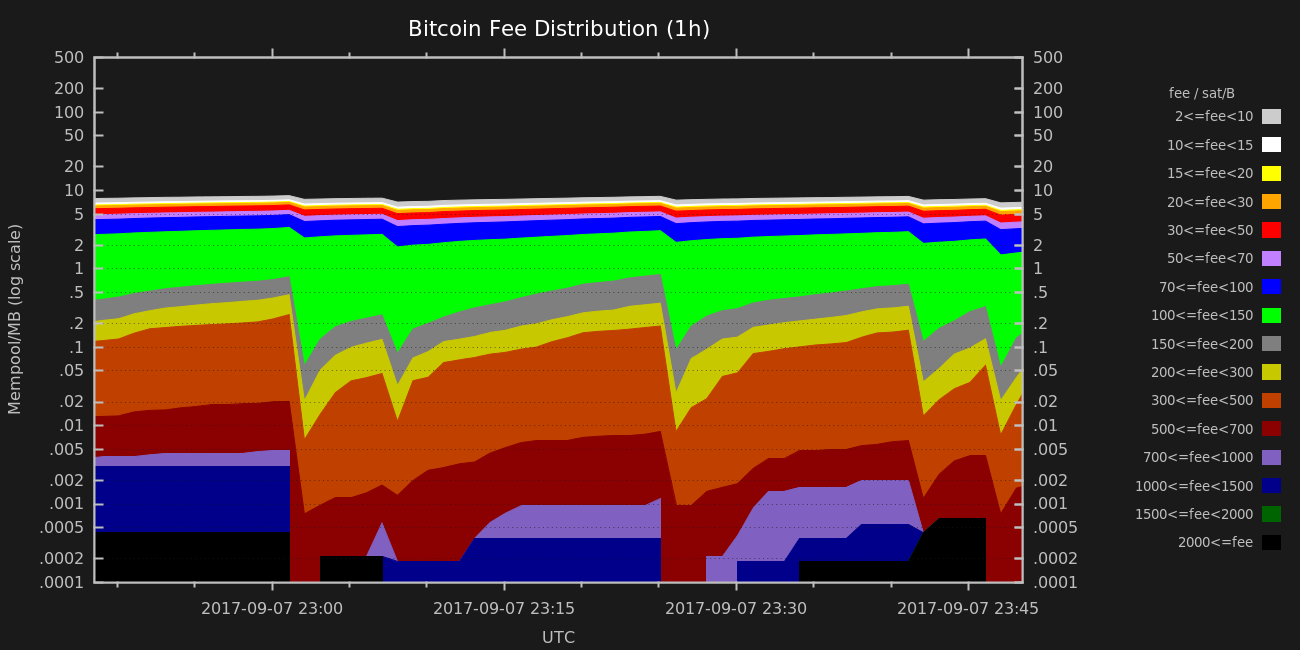 Bitcoin Fee Distribution (1h)
Mempool/MB (log scale)
500
200
100
50
20
10
5
2
1
.5
.2
.1
.05
.02
.01
.005
.002
.001
.0005
.0002
.0001
500
200
100
50
20
10
5
2
1
.5
.2
.1
.05
.02
.01
.005
.002
.001
.0005
.0002
.0001
fee / sat/B
2<=fee<10
10<=fee<15
15<=fee<20
20<=fee<30
30<=fee<50
50<=fee<70
70<=fee<100
100<=fee<150
150<=fee<200
200<=fee<300
300<=fee<500
500<=fee<700
700<=fee<1000
1000<=fee<1500
1500<=fee<2000
2000<=fee
2017-09-07 23:00 2017-09-07 23:15 2017-09-07 23:30 2017-09-07 23:45
UTC